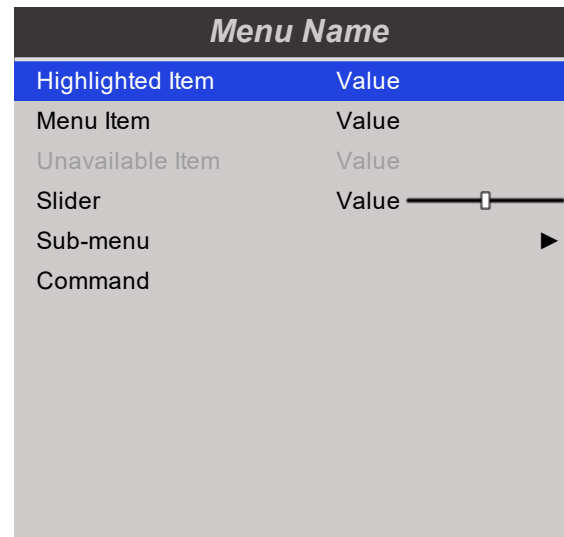 Menu Name
Highlighted Item Value
Menu Item Value
Unavailable Item Value
Slider Value
Sub-menu ►
Command